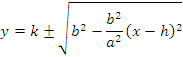 y = k ± √(b² − b²/a² (x − h)²)